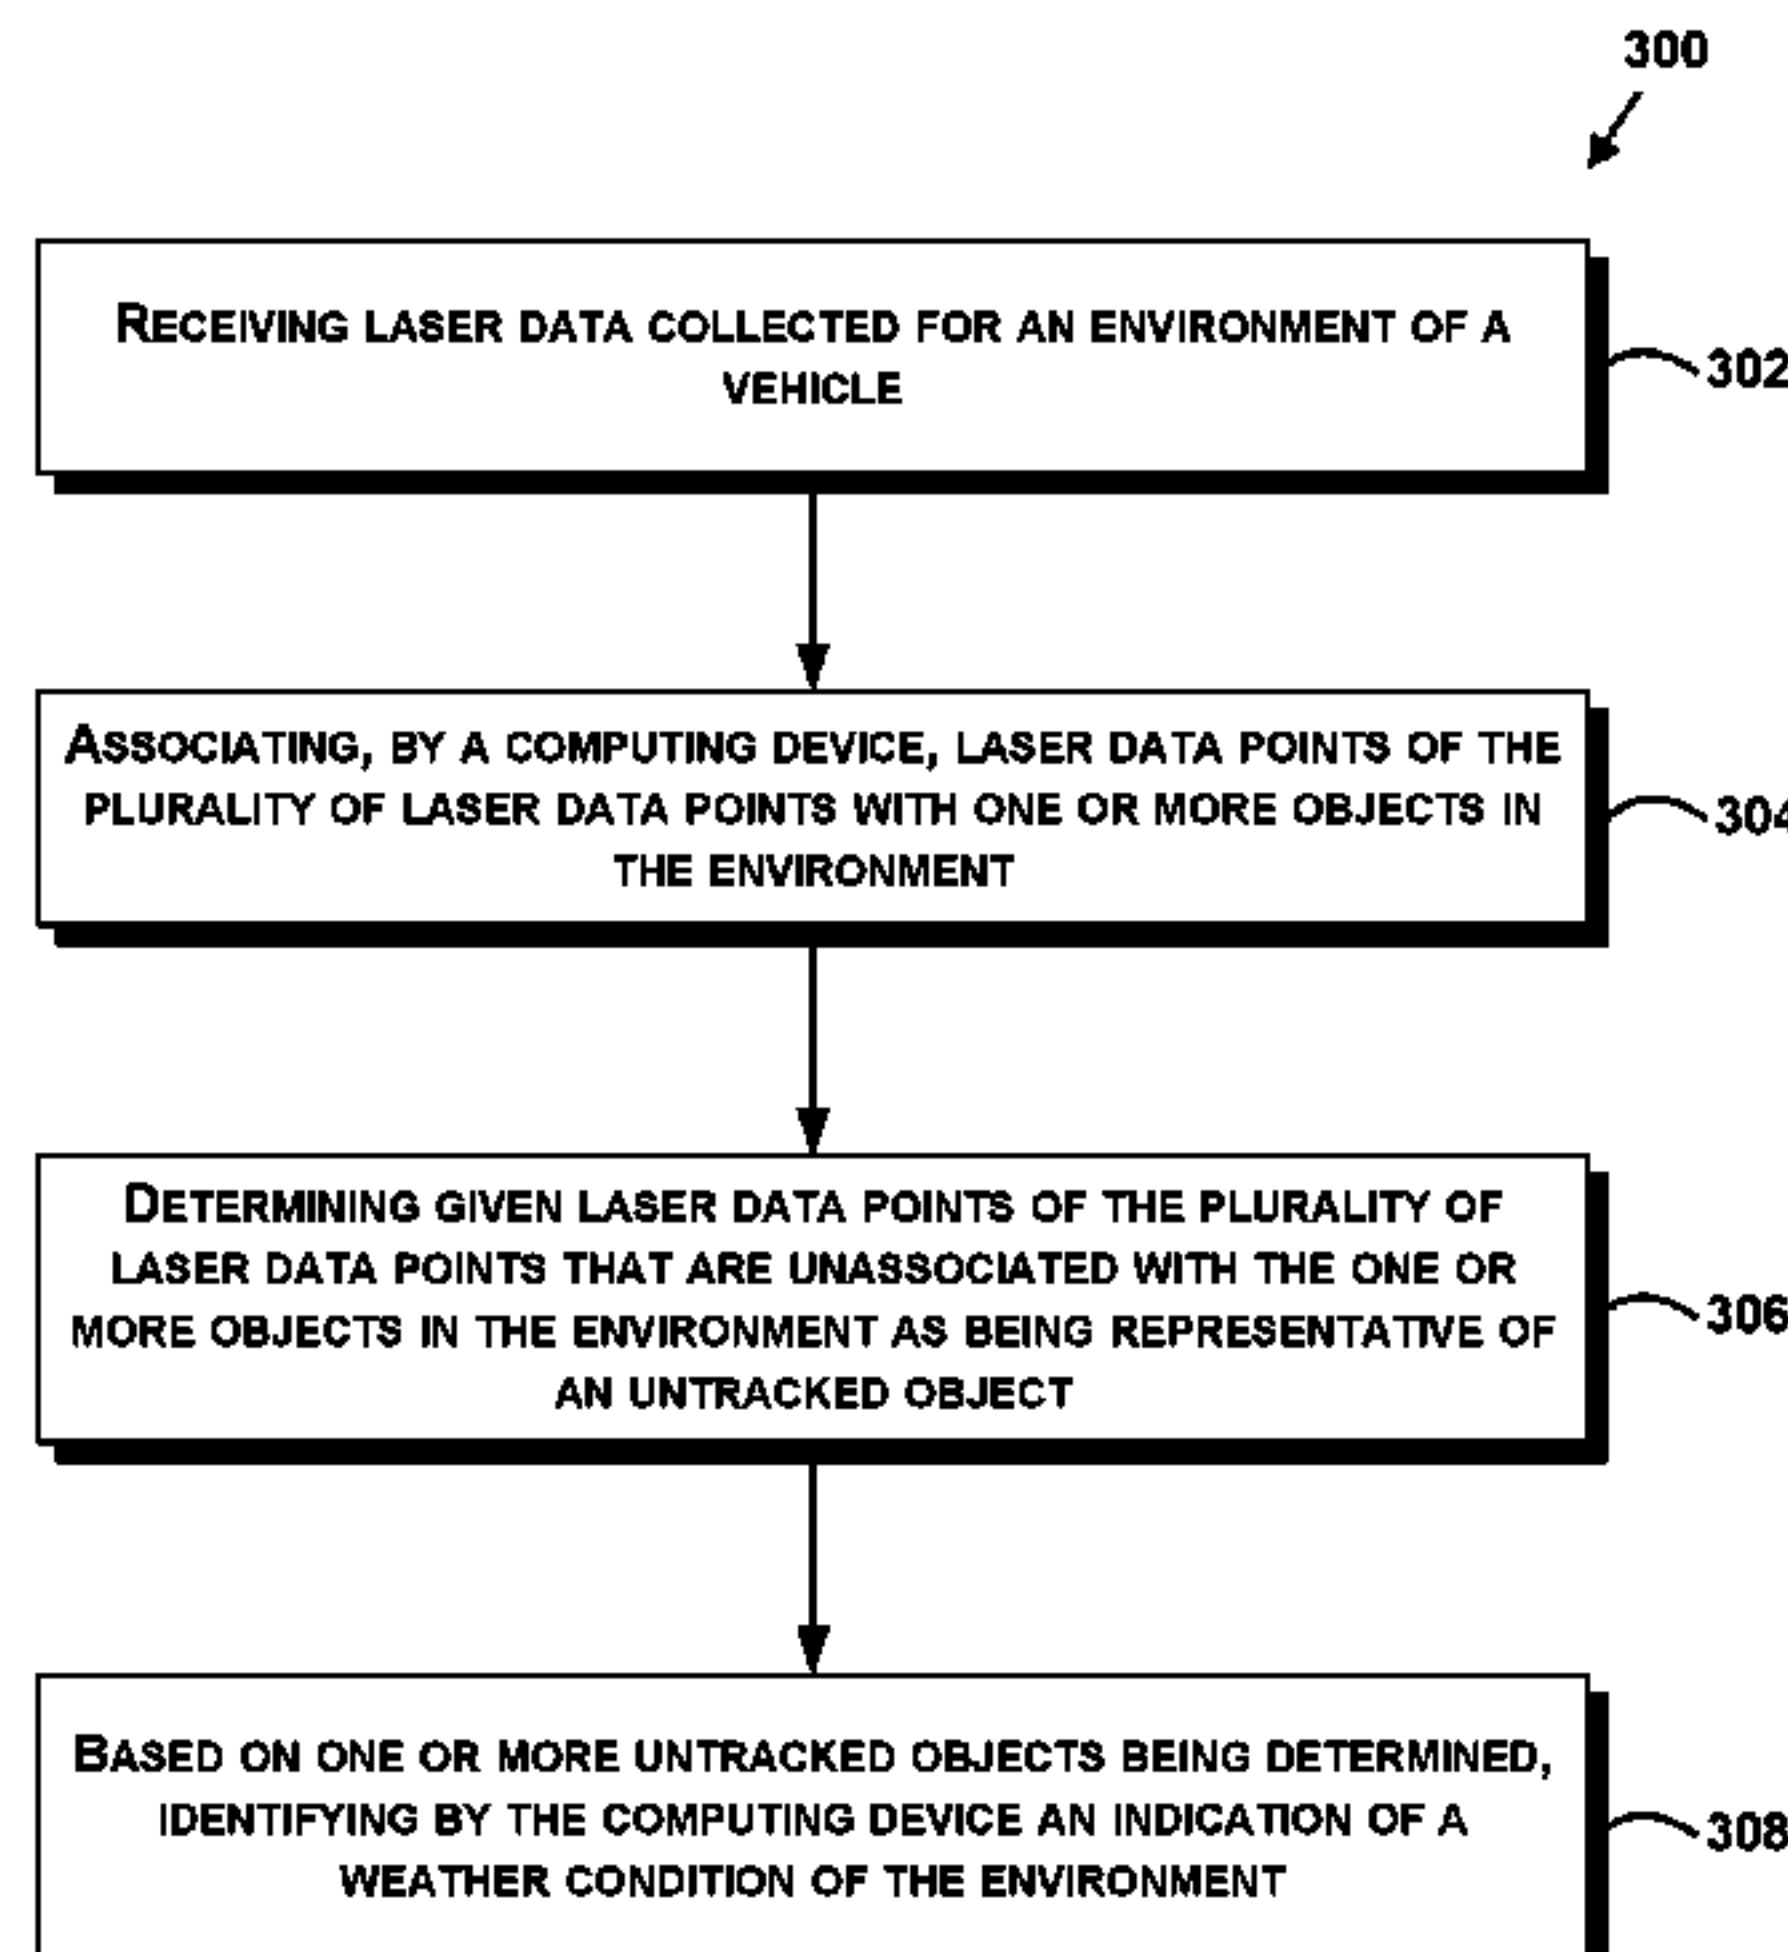 300
RECEIVING LASER DATA COLLECTED FOR AN ENVIRONMENT OF A
VEHICLE
302
ASSOCIATING, BY A COMPUTING DEVICE, LASER DATA POINTS OF THE
PLURALITY OF LASER DATA POINTS WITH ONE OR MORE OBJECTS IN
THE ENVIRONMENT
304
DETERMINING GIVEN LASER DATA POINTS OF THE PLURALITY OF
LASER DATA POINTS THAT ARE UNASSOCIATED WITH THE ONE OR
MORE OBJECTS IN THE ENVIRONMENT AS BEING REPRESENTATIVE OF
AN UNTRACKED OBJECT
306
BASED ON ONE OR MORE UNTRACKED OBJECTS BEING DETERMINED,
IDENTIFYING BY THE COMPUTING DEVICE AN INDICATION OF A
WEATHER CONDITION OF THE ENVIRONMENT
308